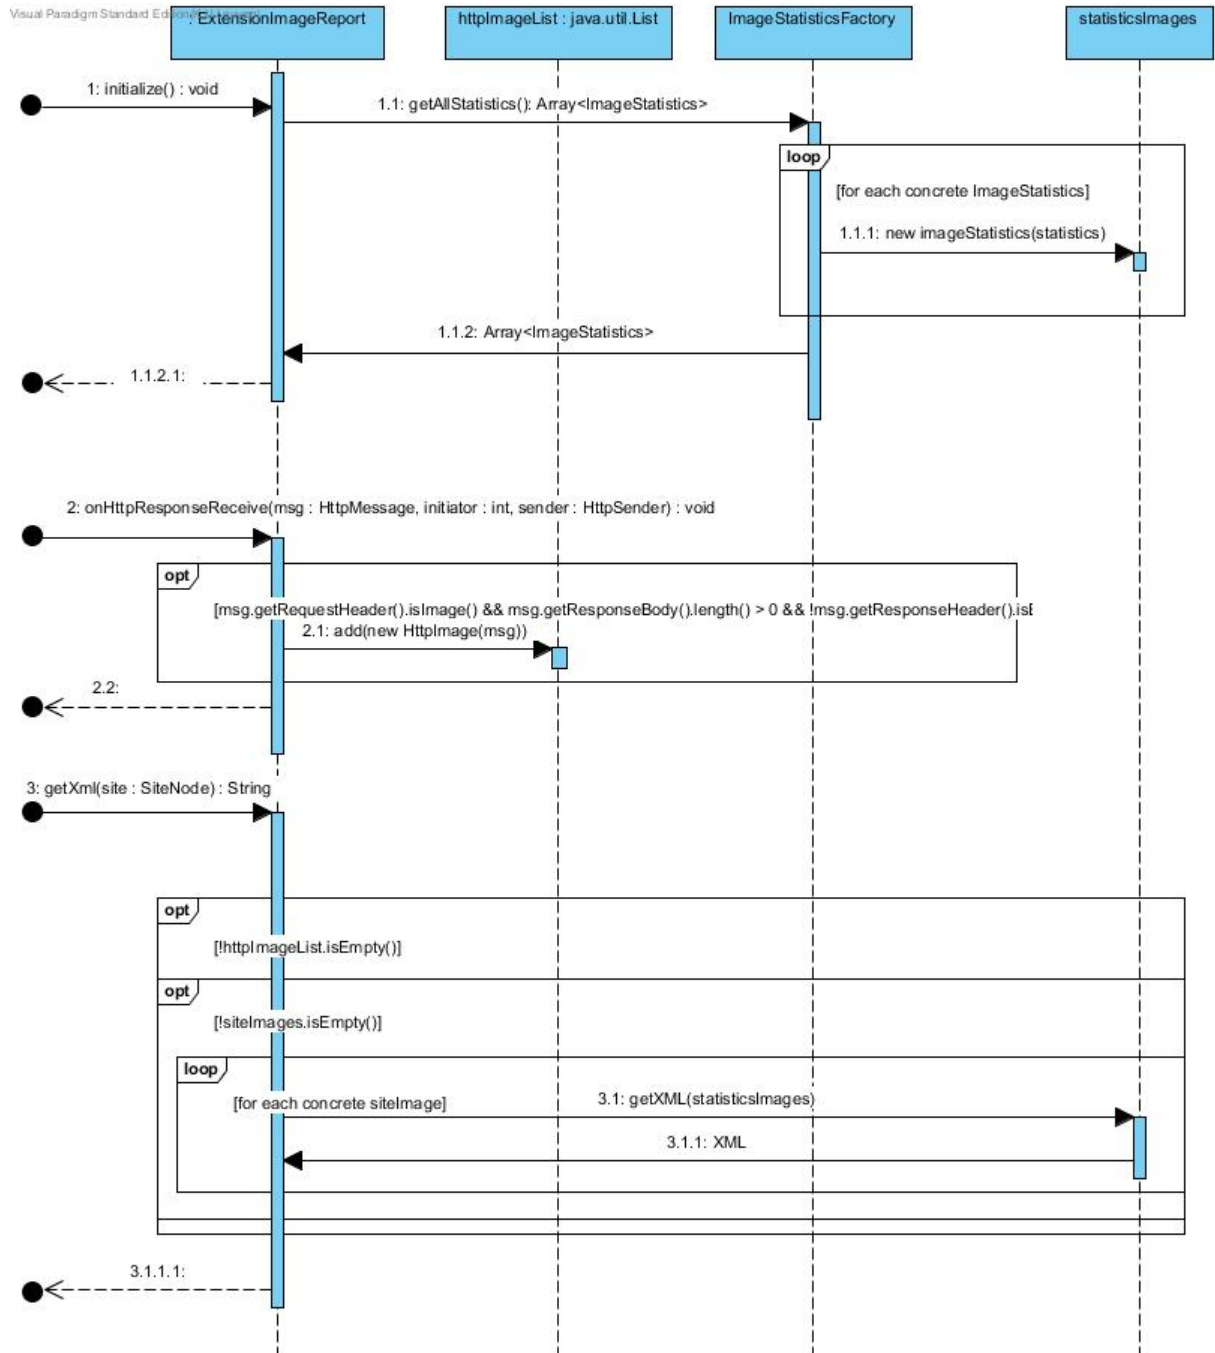 Visual Paradigm Standard Edition
: ExtensionImageReport
httpImageList : java.util.List
ImageStatisticsFactory
statisticsImages
1: initialize() : void
1.1: getAllStatistics(): Array<ImageStatistics>
loop
[for each concrete ImageStatistics]
1.1.1: new imageStatistics(statistics)
1.1.2: Array<ImageStatistics>
1.1.2.1:
2: onHttpResponseReceive(msg : HttpMessage, initiator : int, sender : HttpSender) : void
opt
[msg.getRequestHeader().isImage() && msg.getResponseBody().length() > 0 && !msg.getResponseHeader().isE
2.1: add(new HttpImage(msg))
2.2:
3: getXml(site : SiteNode) : String
opt
[!httpImageList.isEmpty()]
opt
[!siteImages.isEmpty()]
loop
[for each concrete siteImage]
3.1: getXML(statisticsImages)
3.1.1: XML
3.1.1.1: